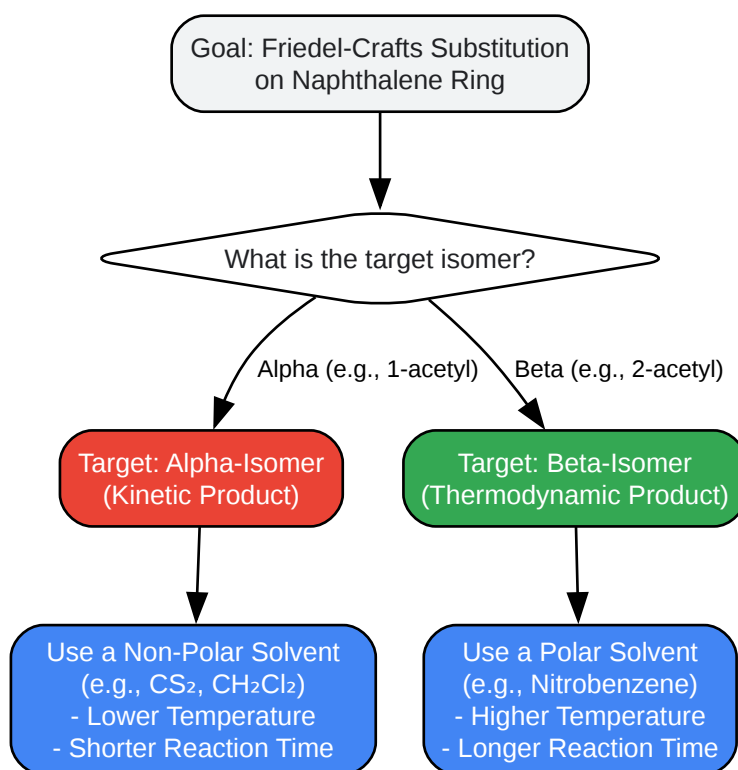 Goal: Friedel-Crafts Substitution
on Naphthalene Ring
What is the target isomer?
Alpha (e.g., 1-acetyl)
Beta (e.g., 2-acetyl)
Target: Alpha-Isomer
(Kinetic Product)
Target: Beta-Isomer
(Thermodynamic Product)
Use a Non-Polar Solvent
(e.g., CS₂, CH₂Cl₂)
- Lower Temperature
- Shorter Reaction Time
Use a Polar Solvent
(e.g., Nitrobenzene)
- Higher Temperature
- Longer Reaction Time